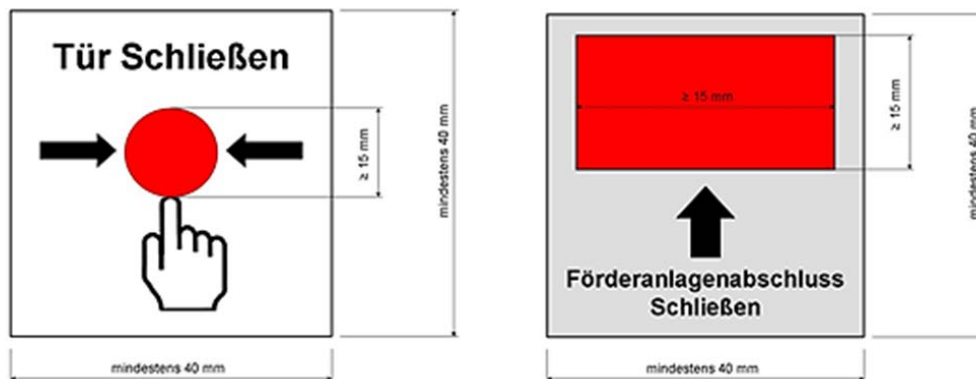 Tür Schließen
≥ 15 mm
mindestens 40 mm
mindestens 40 mm
≥ 15 mm
≥ 15 mm
mindestens 40 mm
Förderanlagenabschluss
Schließen
mindestens 40 mm